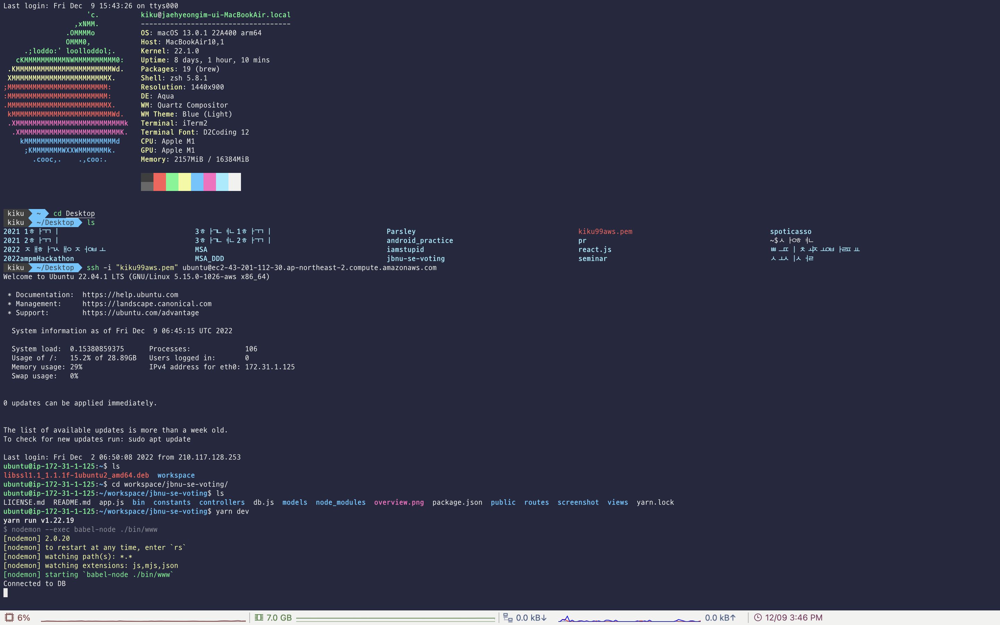 Last login: Fri Dec  9 15:43:26 on ttys000
                    'c.          kiku@jaehyeongim-ui-MacBookAir.local
                 ,xNMM.          ------------------------------------
               .OMMMMo           OS: macOS 13.0.1 22A400 arm64
               OMMM0,            Host: MacBookAir10,1
     .;loddo:' loolloddol;.      Kernel: 22.1.0
   cKMMMMMMMMMMNWMMMMMMMMMM0:    Uptime: 8 days, 1 hour, 10 mins
 .KMMMMMMMMMMMMMMMMMMMMMMMWd.    Packages: 19 (brew)
 XMMMMMMMMMMMMMMMMMMMMMMMX.      Shell: zsh 5.8.1
;MMMMMMMMMMMMMMMMMMMMMMMM:       Resolution: 1440x900
:MMMMMMMMMMMMMMMMMMMMMMMM:       DE: Aqua
.MMMMMMMMMMMMMMMMMMMMMMMMX.      WM: Quartz Compositor
 kMMMMMMMMMMMMMMMMMMMMMMMMWd.    WM Theme: Blue (Light)
 .XMMMMMMMMMMMMMMMMMMMMMMMMMMk   Terminal: iTerm2
  .XMMMMMMMMMMMMMMMMMMMMMMMMK.   Terminal Font: D2Coding 12
    kMMMMMMMMMMMMMMMMMMMMMMd     CPU: Apple M1
     ;KMMMMMMMWXXWMMMMMMMk.      GPU: Apple M1
       .cooc,.    .,coo:.        Memory: 2157MiB / 16384MiB
kiku ~ cd Desktop
kiku ~/Desktop ls
2021 1ㅎㅏㄱㄱㅣ 3ㅎㅏㄱㄴㅕㄴ 1ㅎㅏㄱㄱㅣ Parsley kiku99aws.pem spoticasso
2021 2ㅎㅏㄱㄱㅣ 3ㅎㅏㄱㄴㅕㄴ 2ㅎㅏㄱㄱㅣ android_practice pr ~$ㅅㅏㅇㅎㅕㄴ
2022 MSA iamstupid react.js
2022ampmHackathon MSA_DDD jbnu-se-voting seminar
kiku ~/Desktop ssh -i "kiku99aws.pem" ubuntu@ec2-43-201-112-30.ap-northeast-2.compute.amazonaws.com
Welcome to Ubuntu 22.04.1 LTS (GNU/Linux 5.15.0-1026-aws x86_64)
 * Documentation:  https://help.ubuntu.com
 * Management:     https://landscape.canonical.com
 * Support:        https://ubuntu.com/advantage
  System information as of Fri Dec  9 06:45:15 UTC 2022
  System load:  0.15380859375      Processes:             106
  Usage of /:   15.2% of 28.89GB   Users logged in:       0
  Memory usage: 29%                IPv4 address for eth0: 172.31.1.125
  Swap usage:   0%
0 updates can be applied immediately.
The list of available updates is more than a week old.
To check for new updates run: sudo apt update
Last login: Fri Dec  2 06:50:08 2022 from 210.117.128.253
ubuntu@ip-172-31-1-125:~$ ls
libssl1.1_1.1.1f-1ubuntu2_amd64.deb  workspace
ubuntu@ip-172-31-1-125:~$ cd workspace/jbnu-se-voting/
ubuntu@ip-172-31-1-125:~/workspace/jbnu-se-voting$ ls
LICENSE.md  README.md  app.js  bin  constants  controllers  db.js  models  node_modules  overview.png  package.json  public  routes  screenshot  views  yarn.lock
ubuntu@ip-172-31-1-125:~/workspace/jbnu-se-voting$ yarn dev
yarn run v1.22.19
$ nodemon --exec babel-node ./bin/www
[nodemon] 2.0.20
[nodemon] to restart at any time, enter `rs`
[nodemon] watching path(s): *.*
[nodemon] watching extensions: js,mjs,json
[nodemon] starting `babel-node ./bin/www`
Connected to DB
6% 7.0 GB 0.0 kB↓ 0.0 kB↑ 12/09 3:46 PM